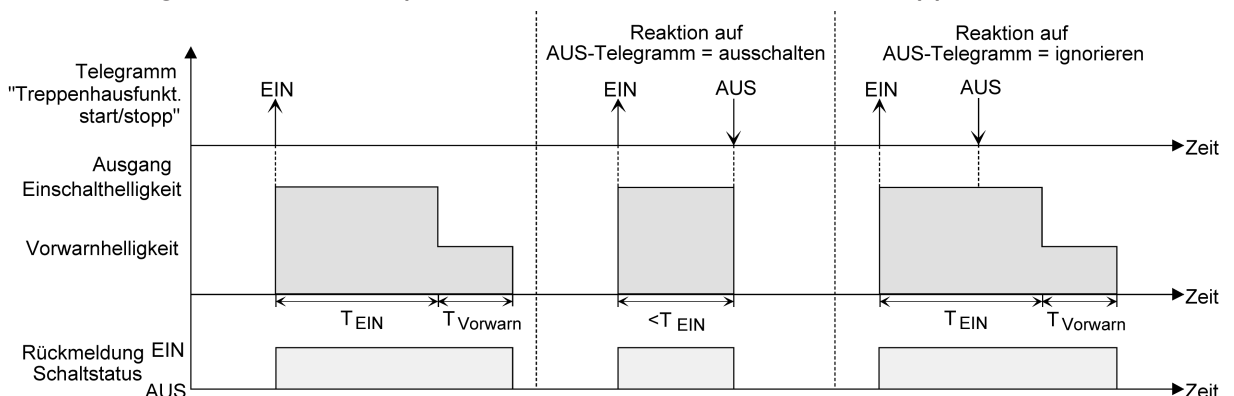 Reaktion auf
AUS-Telegramm = ausschalten
Reaktion auf
AUS-Telegramm = ignorieren
Telegramm
"Treppenhausfunkt.
start/stopp"
EIN
EIN
AUS
EIN
AUS
Zeit
Ausgang
Einschalthelligkeit
Vorwarnhelligkeit
Zeit
T EIN
T Vorwarn
<T EIN
T EIN
T Vorwarn
Rückmeldung
Schaltstatus
EIN
AUS
Zeit